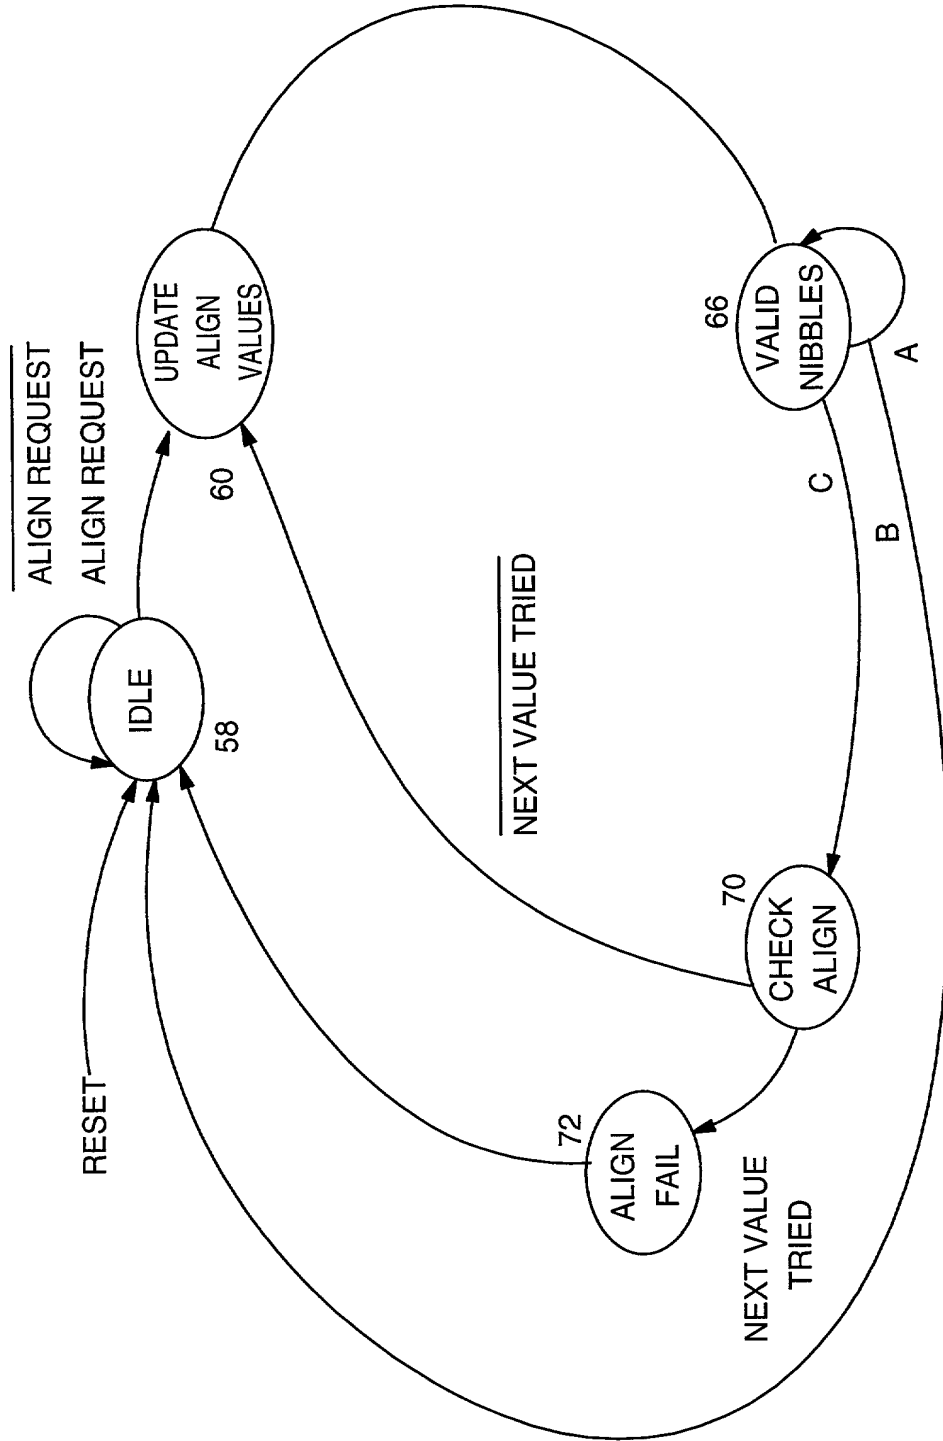 RESET
IDLE
58
ALIGN REQUEST
ALIGN REQUEST
60
UPDATE
ALIGN
VALUES
NEXT VALUE TRIED
72
ALIGN
FAIL
NEXT VALUE
TRIED
70
CHECK
ALIGN
C
B
66
VALID
NIBBLES
A